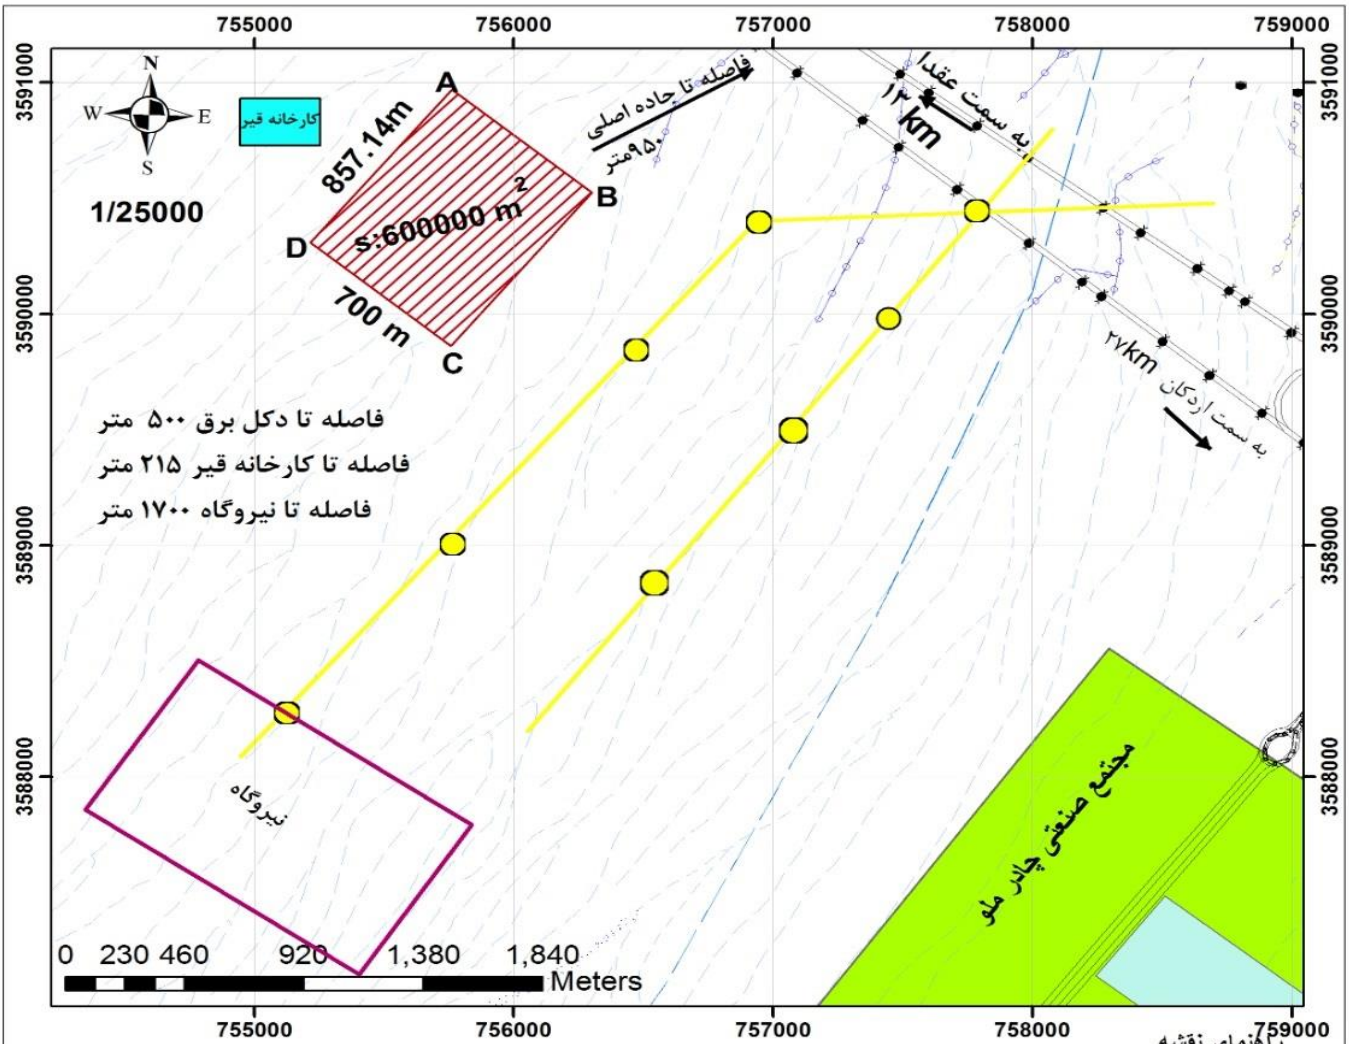 755000
756000
757000
758000
759000
3591000
3591000
N
W
E
S
کارخانه قیر
1/25000
A
857.14m
B
s:600000 m2
D
700 m
C
فاصله تا جاده اصلی
۹۵۰متر
به سمت عقدا
۱۳km
3590000
3590000
۲۷km
به سمت اردکان
فاصله تا دکل برق ۵۰۰ متر
فاصله تا کارخانه قیر ۲۱۵ متر
فاصله تا نیروگاه ۱۷۰۰ متر
3589000
3589000
3588000
3588000
نیروگاه
مجتمع صنعتی چادر ملو
0 230 460 920 1,380 1,840
Meters
755000
756000
757000
758000
759000
راهنمای نقشه